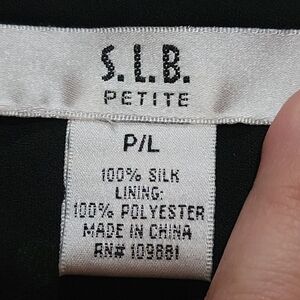 S.L.B.
PETITE
P/L
100% SILK
LINING:
100% POLYESTER
MADE IN CHINA
RN# 109881